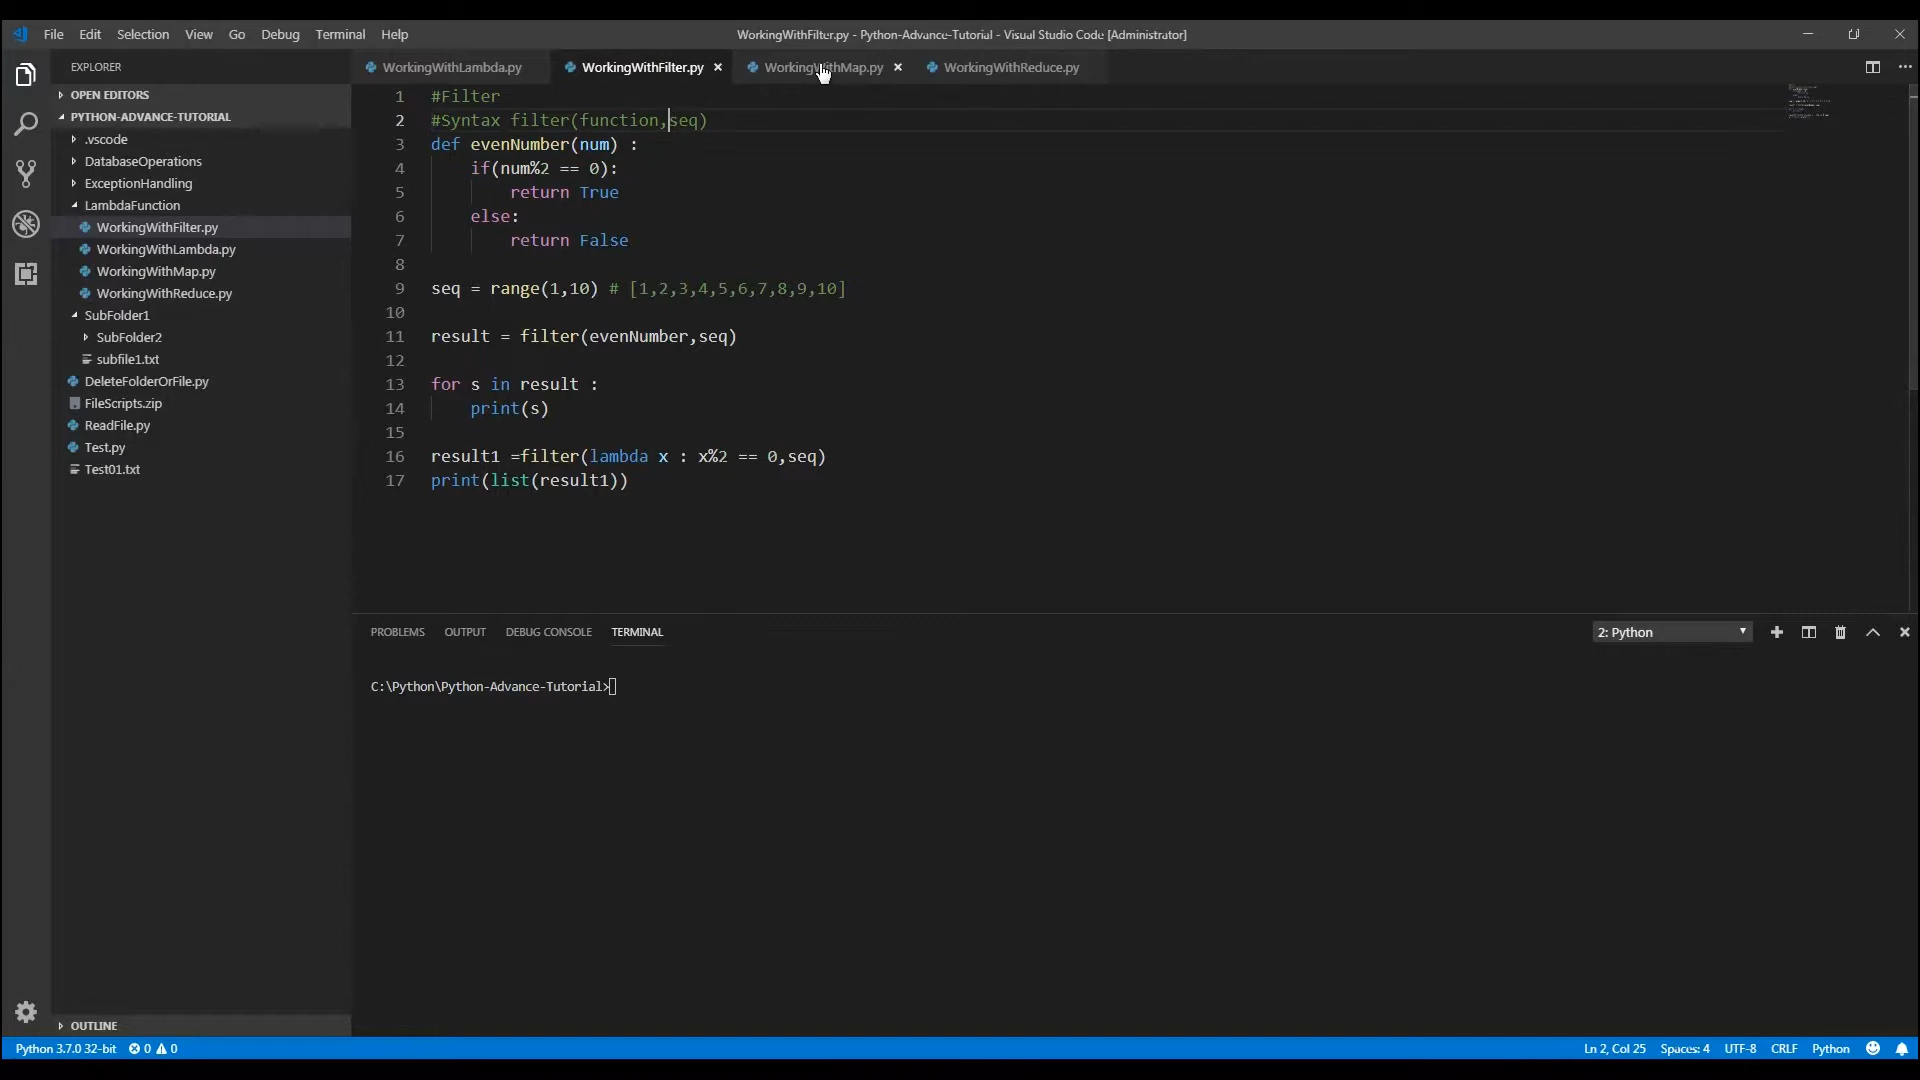 File Edit Selection View Go Debug Terminal Help
WorkingWithFilter.py - Python-Advance-Tutorial - Visual Studio Code [Administrator]
EXPLORER
OPEN EDITORS
PYTHON-ADVANCE-TUTORIAL
.vscode
DatabaseOperations
ExceptionHandling
LambdaFunction
WorkingWithFilter.py
WorkingWithLambda.py
WorkingWithMap.py
WorkingWithReduce.py
SubFolder1
SubFolder2
subfile1.txt
DeleteFolderOrFile.py
FileScripts.zip
ReadFile.py
Test.py
Test01.txt
OUTLINE
WorkingWithLambda.py WorkingWithFilter.py WorkingWithMap.py WorkingWithReduce.py
1 #Filter
2 #Syntax filter(function,seq)
3 def evenNumber(num) :
4 if(num%2 == 0):
5 return True
6 else:
7 return False
8
9 seq = range(1,10) # [1,2,3,4,5,6,7,8,9,10]
10
11 result = filter(evenNumber,seq)
12
13 for s in result :
14 print(s)
15
16 result1 =filter(lambda x : x%2 == 0,seq)
17 print(list(result1))
PROBLEMS OUTPUT DEBUG CONSOLE TERMINAL 2: Python
C:\Python\Python-Advance-Tutorial>
Python 3.7.0 32-bit 0 0 Ln 2, Col 25 Spaces: 4 UTF-8 CRLF Python